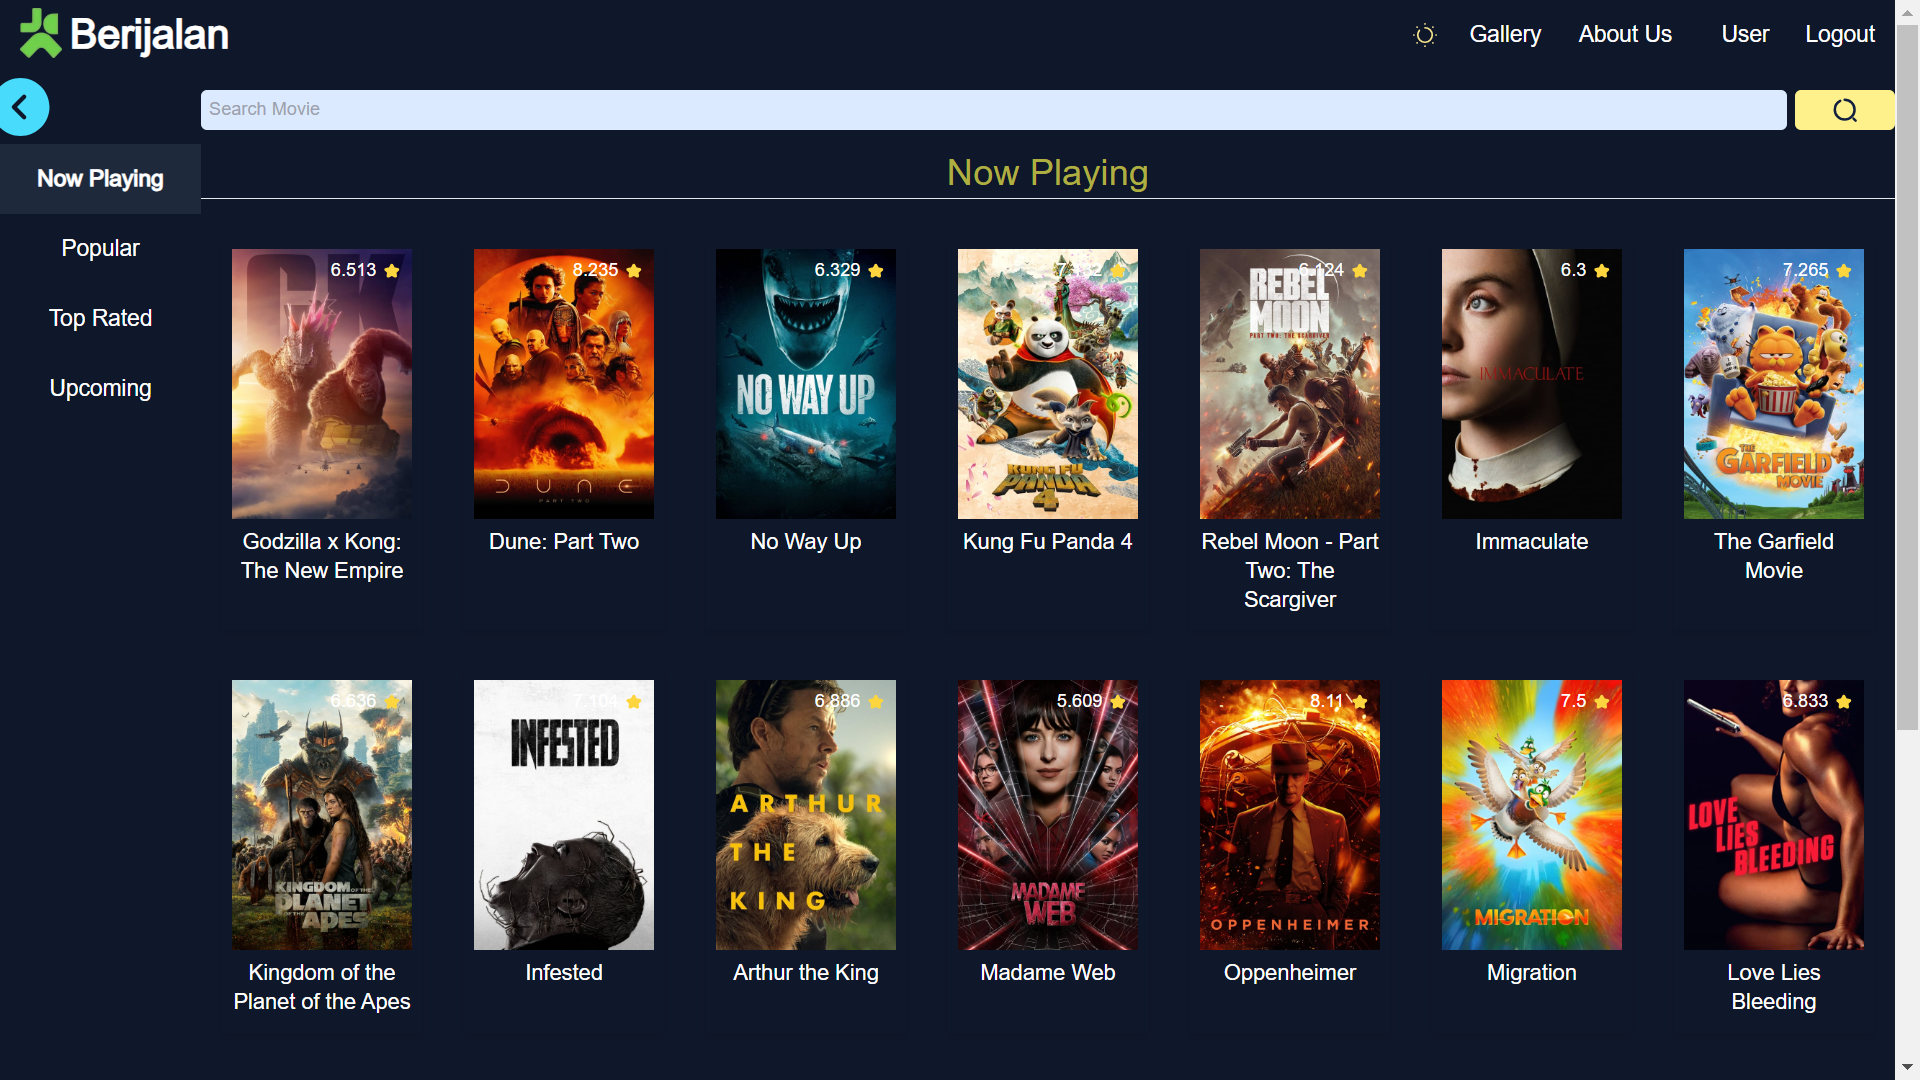 Berijalan
Gallery
About Us
User
Logout
Search Movie
Now Playing
Popular
Top Rated
Upcoming
Now Playing
6.513
8.235
6.329
6.124
6.3
7.265
GK
DUNE
PART TWO
NO WAY UP
KUNG FU
PANDA
4
REBEL
MOON
PART TWO: THE SCARGIVER
IMMACULATE
THE
GARFIELD
MOVIE
Godzilla x Kong:
The New Empire
Dune: Part Two
No Way Up
Kung Fu Panda 4
Rebel Moon - Part
Two: The
Scargiver
Immaculate
The Garfield
Movie
6.636
7.104
6.886
5.609
8.11
7.5
6.833
KINGDOM OF THE
PLANET
OF THE APES
INFESTED
ARTHUR
THE
KING
MADAME
WEB
OPPENHEIMER
MIGRATION
LOVE
LIES
BLEEDING
Kingdom of the
Planet of the Apes
Infested
Arthur the King
Madame Web
Oppenheimer
Migration
Love Lies
Bleeding